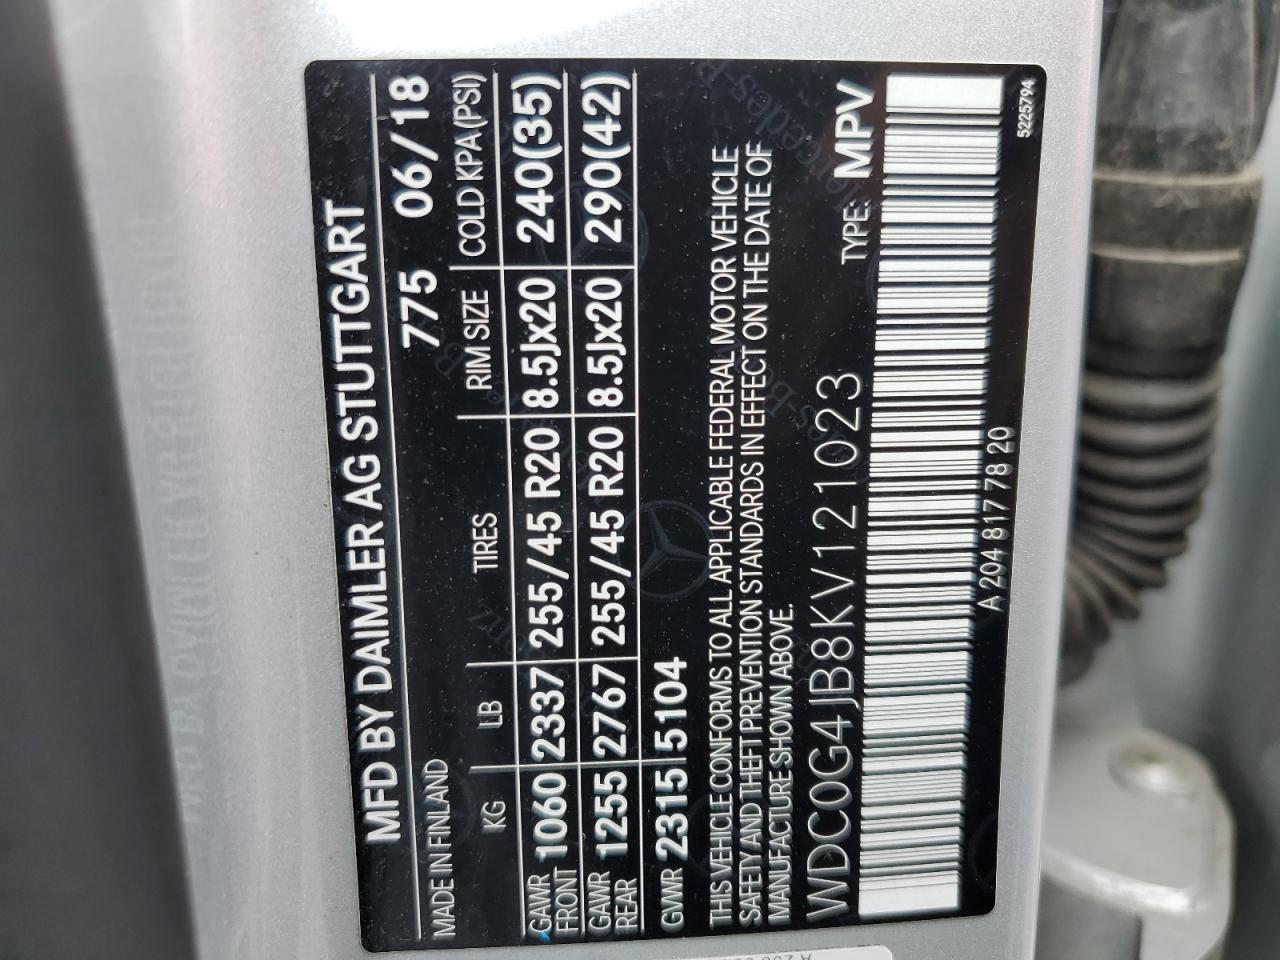 MFD BY DAIMLER AG STUTTGART
MADE IN FINLAND 775 06/18
KG LB TIRES RIM SIZE COLD KPA(PSI)
GAWR FRONT 1060 2337 255/45 R20 8.5Jx20 240(35)
GAWR REAR 1255 2767 255/45 R20 8.5Jx20 290(42)
GVWR 2315 5104
THIS VEHICLE CONFORMS TO ALL APPLICABLE FEDERAL MOTOR VEHICLE
SAFETY AND THEFT PREVENTION STANDARDS IN EFFECT ON THE DATE OF
MANUFACTURE SHOWN ABOVE.
WDC0G4JB8KV121023 TYPE: MPV
A 204 817 78 20
5225794